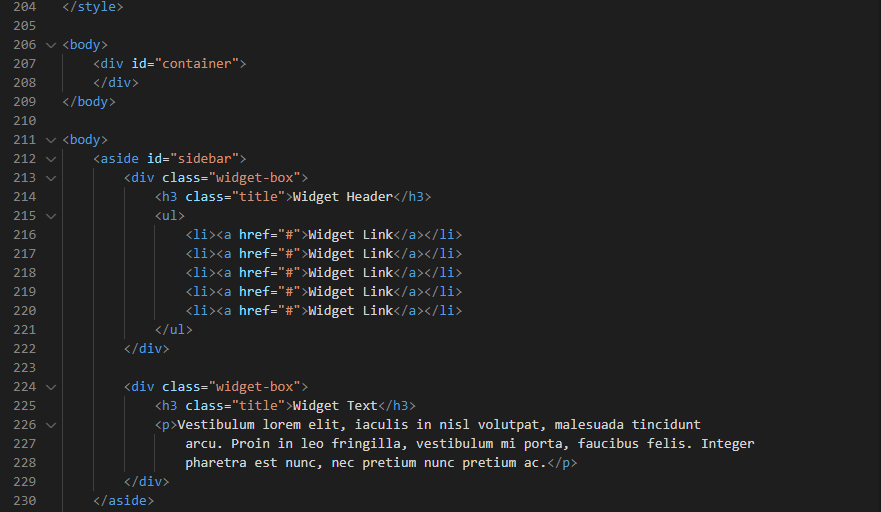 204 </style>
205
206 <body>
207     <div id="container">
208     </div>
209 </body>
210
211 <body>
212     <aside id="sidebar">
213         <div class="widget-box">
214             <h3 class="title">Widget Header</h3>
215             <ul>
216                 <li><a href="#">Widget Link</a></li>
217                 <li><a href="#">Widget Link</a></li>
218                 <li><a href="#">Widget Link</a></li>
219                 <li><a href="#">Widget Link</a></li>
220                 <li><a href="#">Widget Link</a></li>
221             </ul>
222         </div>
223
224         <div class="widget-box">
225             <h3 class="title">Widget Text</h3>
226             <p>Vestibulum lorem elit, iaculis in nisl volutpat, malesuada tincidunt
227                 arcu. Proin in leo fringilla, vestibulum mi porta, faucibus felis. Integer
228                 pharetra est nunc, nec pretium nunc pretium ac.</p>
229         </div>
230     </aside>